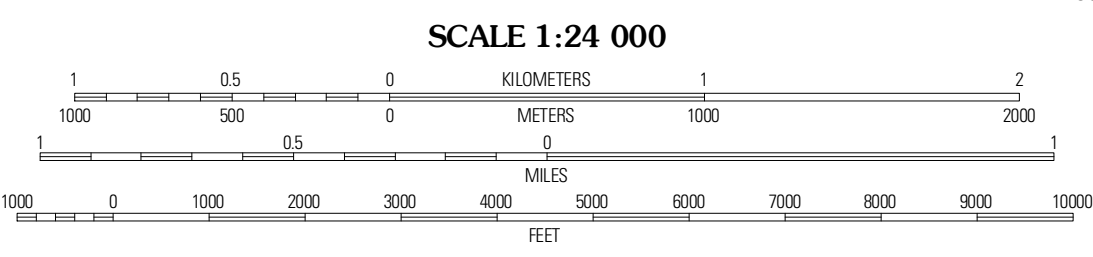 SCALE 1:24 000
1 0.5 0 KILOMETERS 1 2
1000 500 0 METERS 1000 2000
1 0.5 0 1
MILES
1000 0 1000 2000 3000 4000 5000 6000 7000 8000 9000 10000
FEET